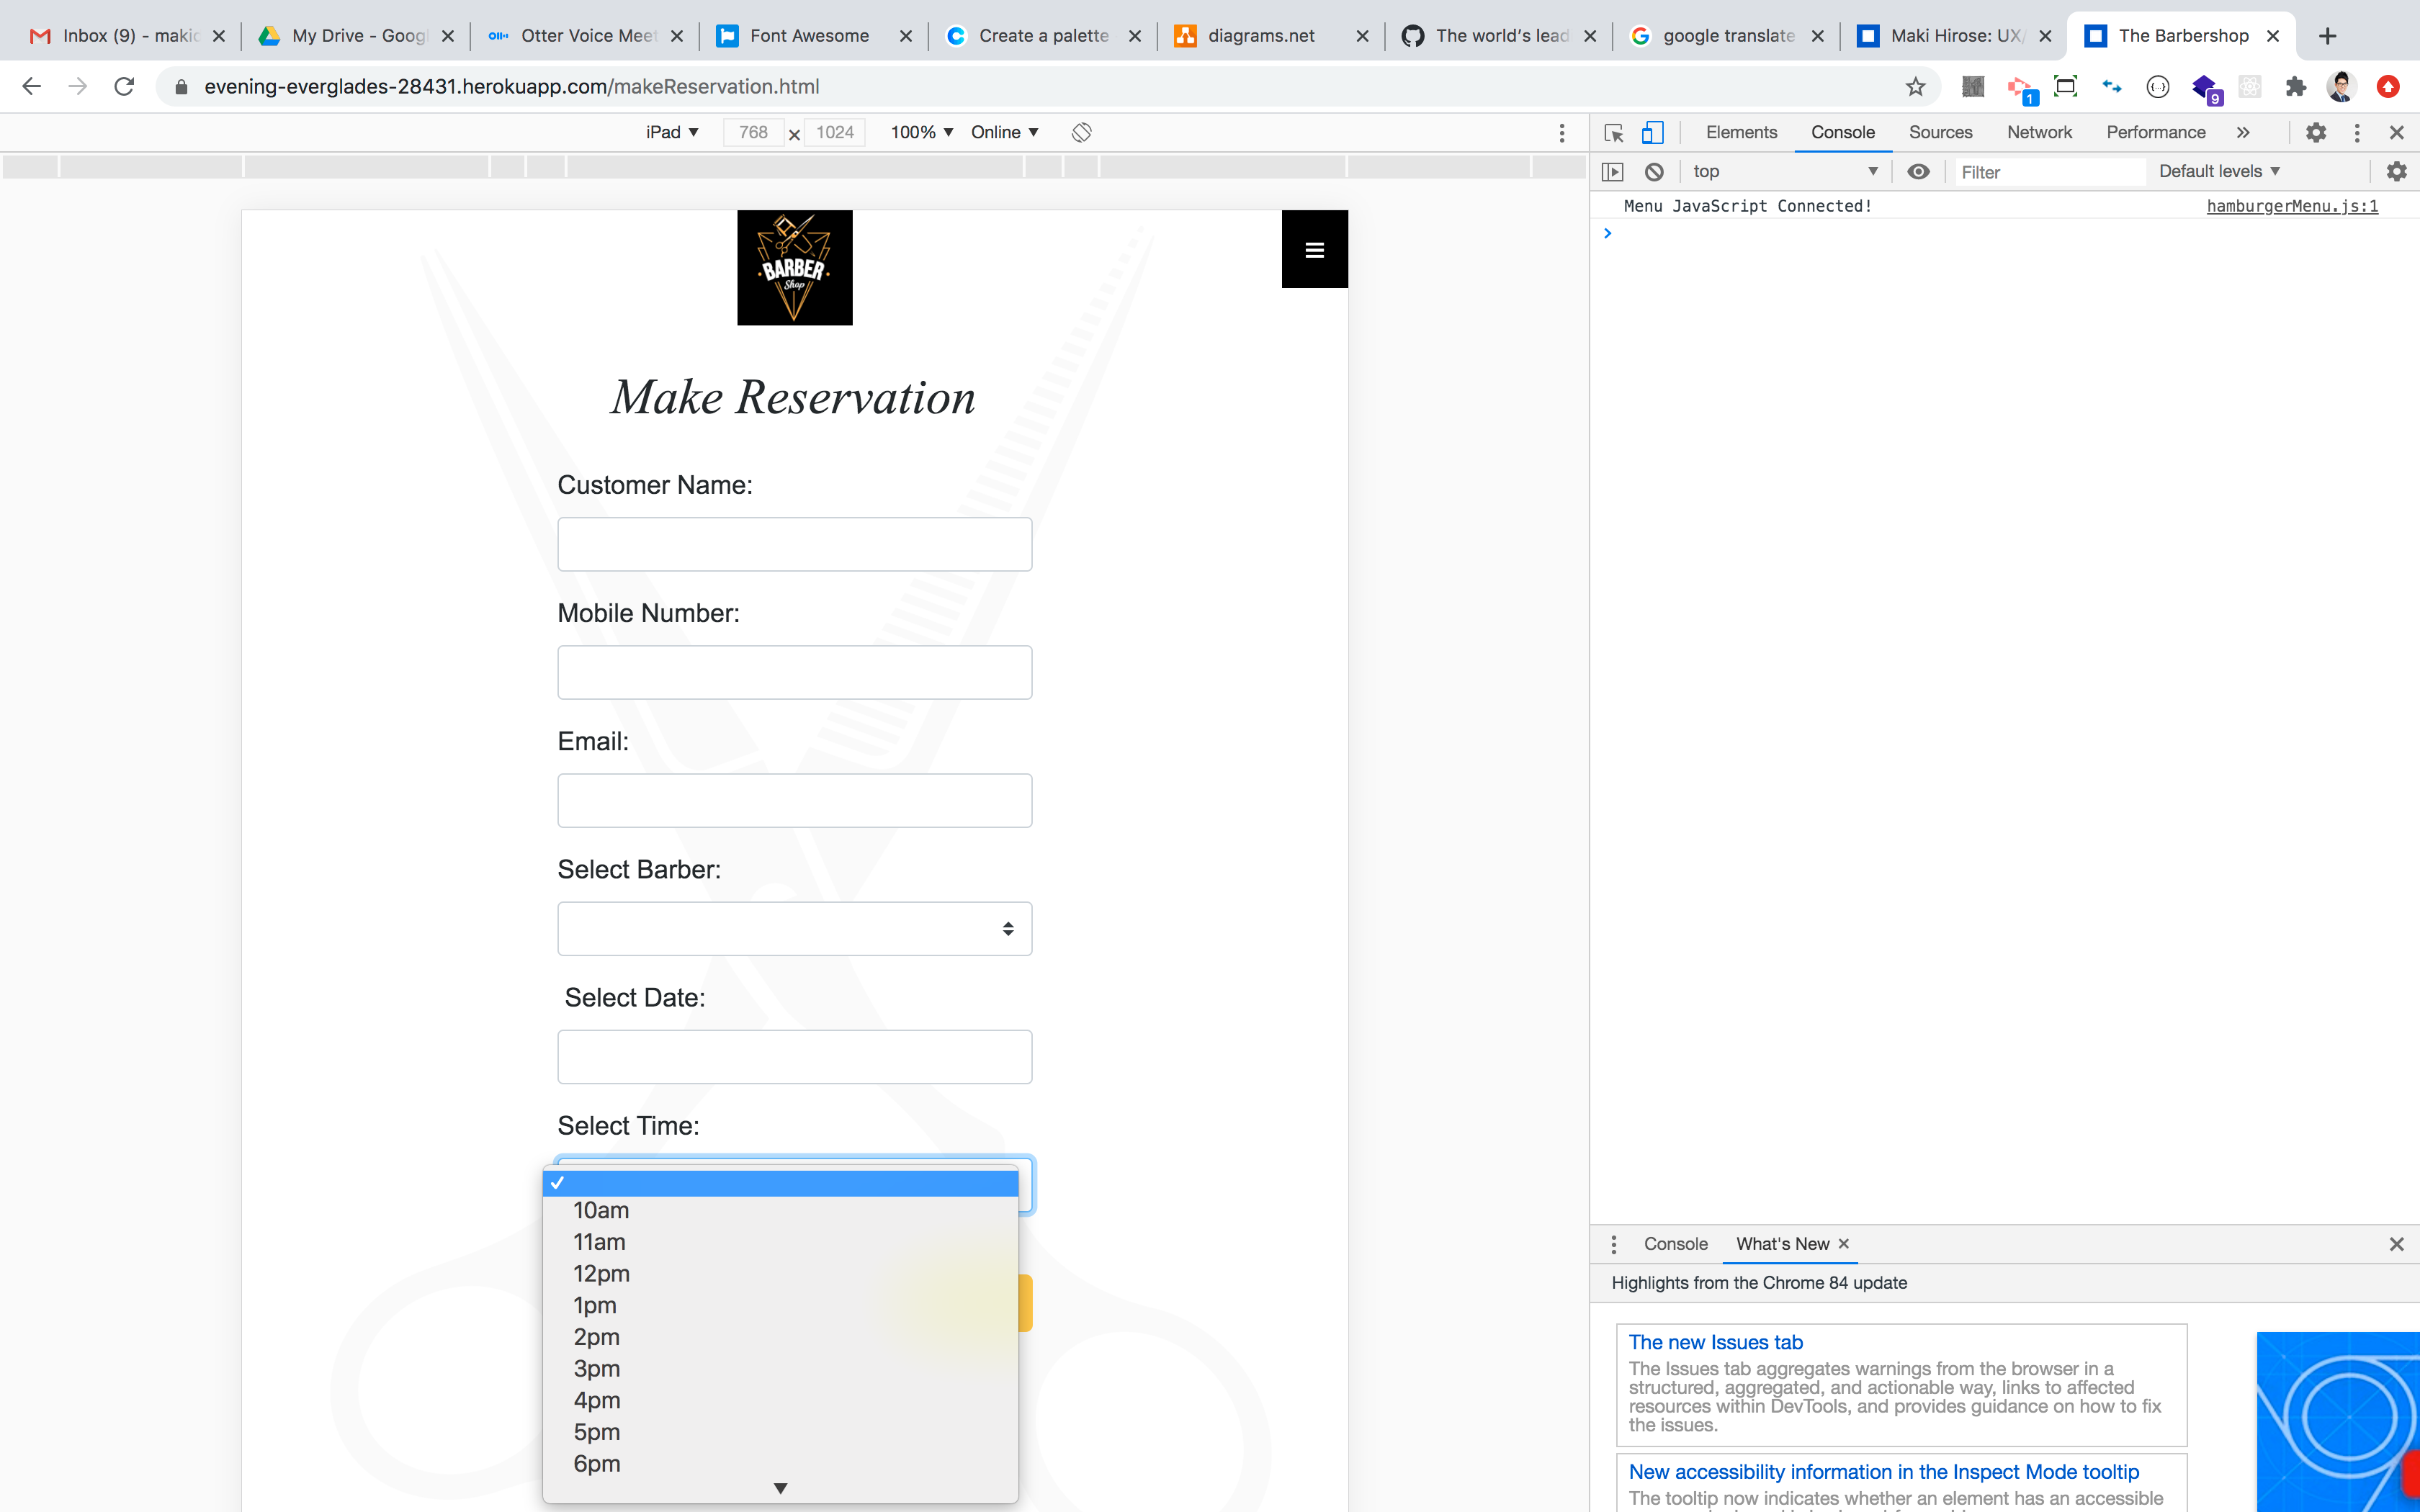 Inbox (9) - makic
My Drive - Googl
Otter Voice Meet
Font Awesome
Create a palette
diagrams.net
The world's lead
google translate
Maki Hirose: UX/
The Barbershop
evening-everglades-28431.herokuapp.com/makeReservation.html
1
9
iPad ▼ 768 × 1024 100% ▼ Online ▼
Elements Console Sources Network Performance »
top Filter Default levels ▼
Menu JavaScript Connected! hamburgerMenu.js:1
BARBER
Shop
Make Reservation
Customer Name:
Mobile Number:
Email:
Select Barber:
Select Date:
Select Time:
10am
11am
12pm
1pm
2pm
3pm
4pm
5pm
6pm
Console What's New
Highlights from the Chrome 84 update
The new Issues tab
The Issues tab aggregates warnings from the browser in a
structured, aggregated, and actionable way, links to affected
resources within DevTools, and provides guidance on how to fix
the issues.
New accessibility information in the Inspect Mode tooltip
The tooltip now indicates whether an element has an accessible